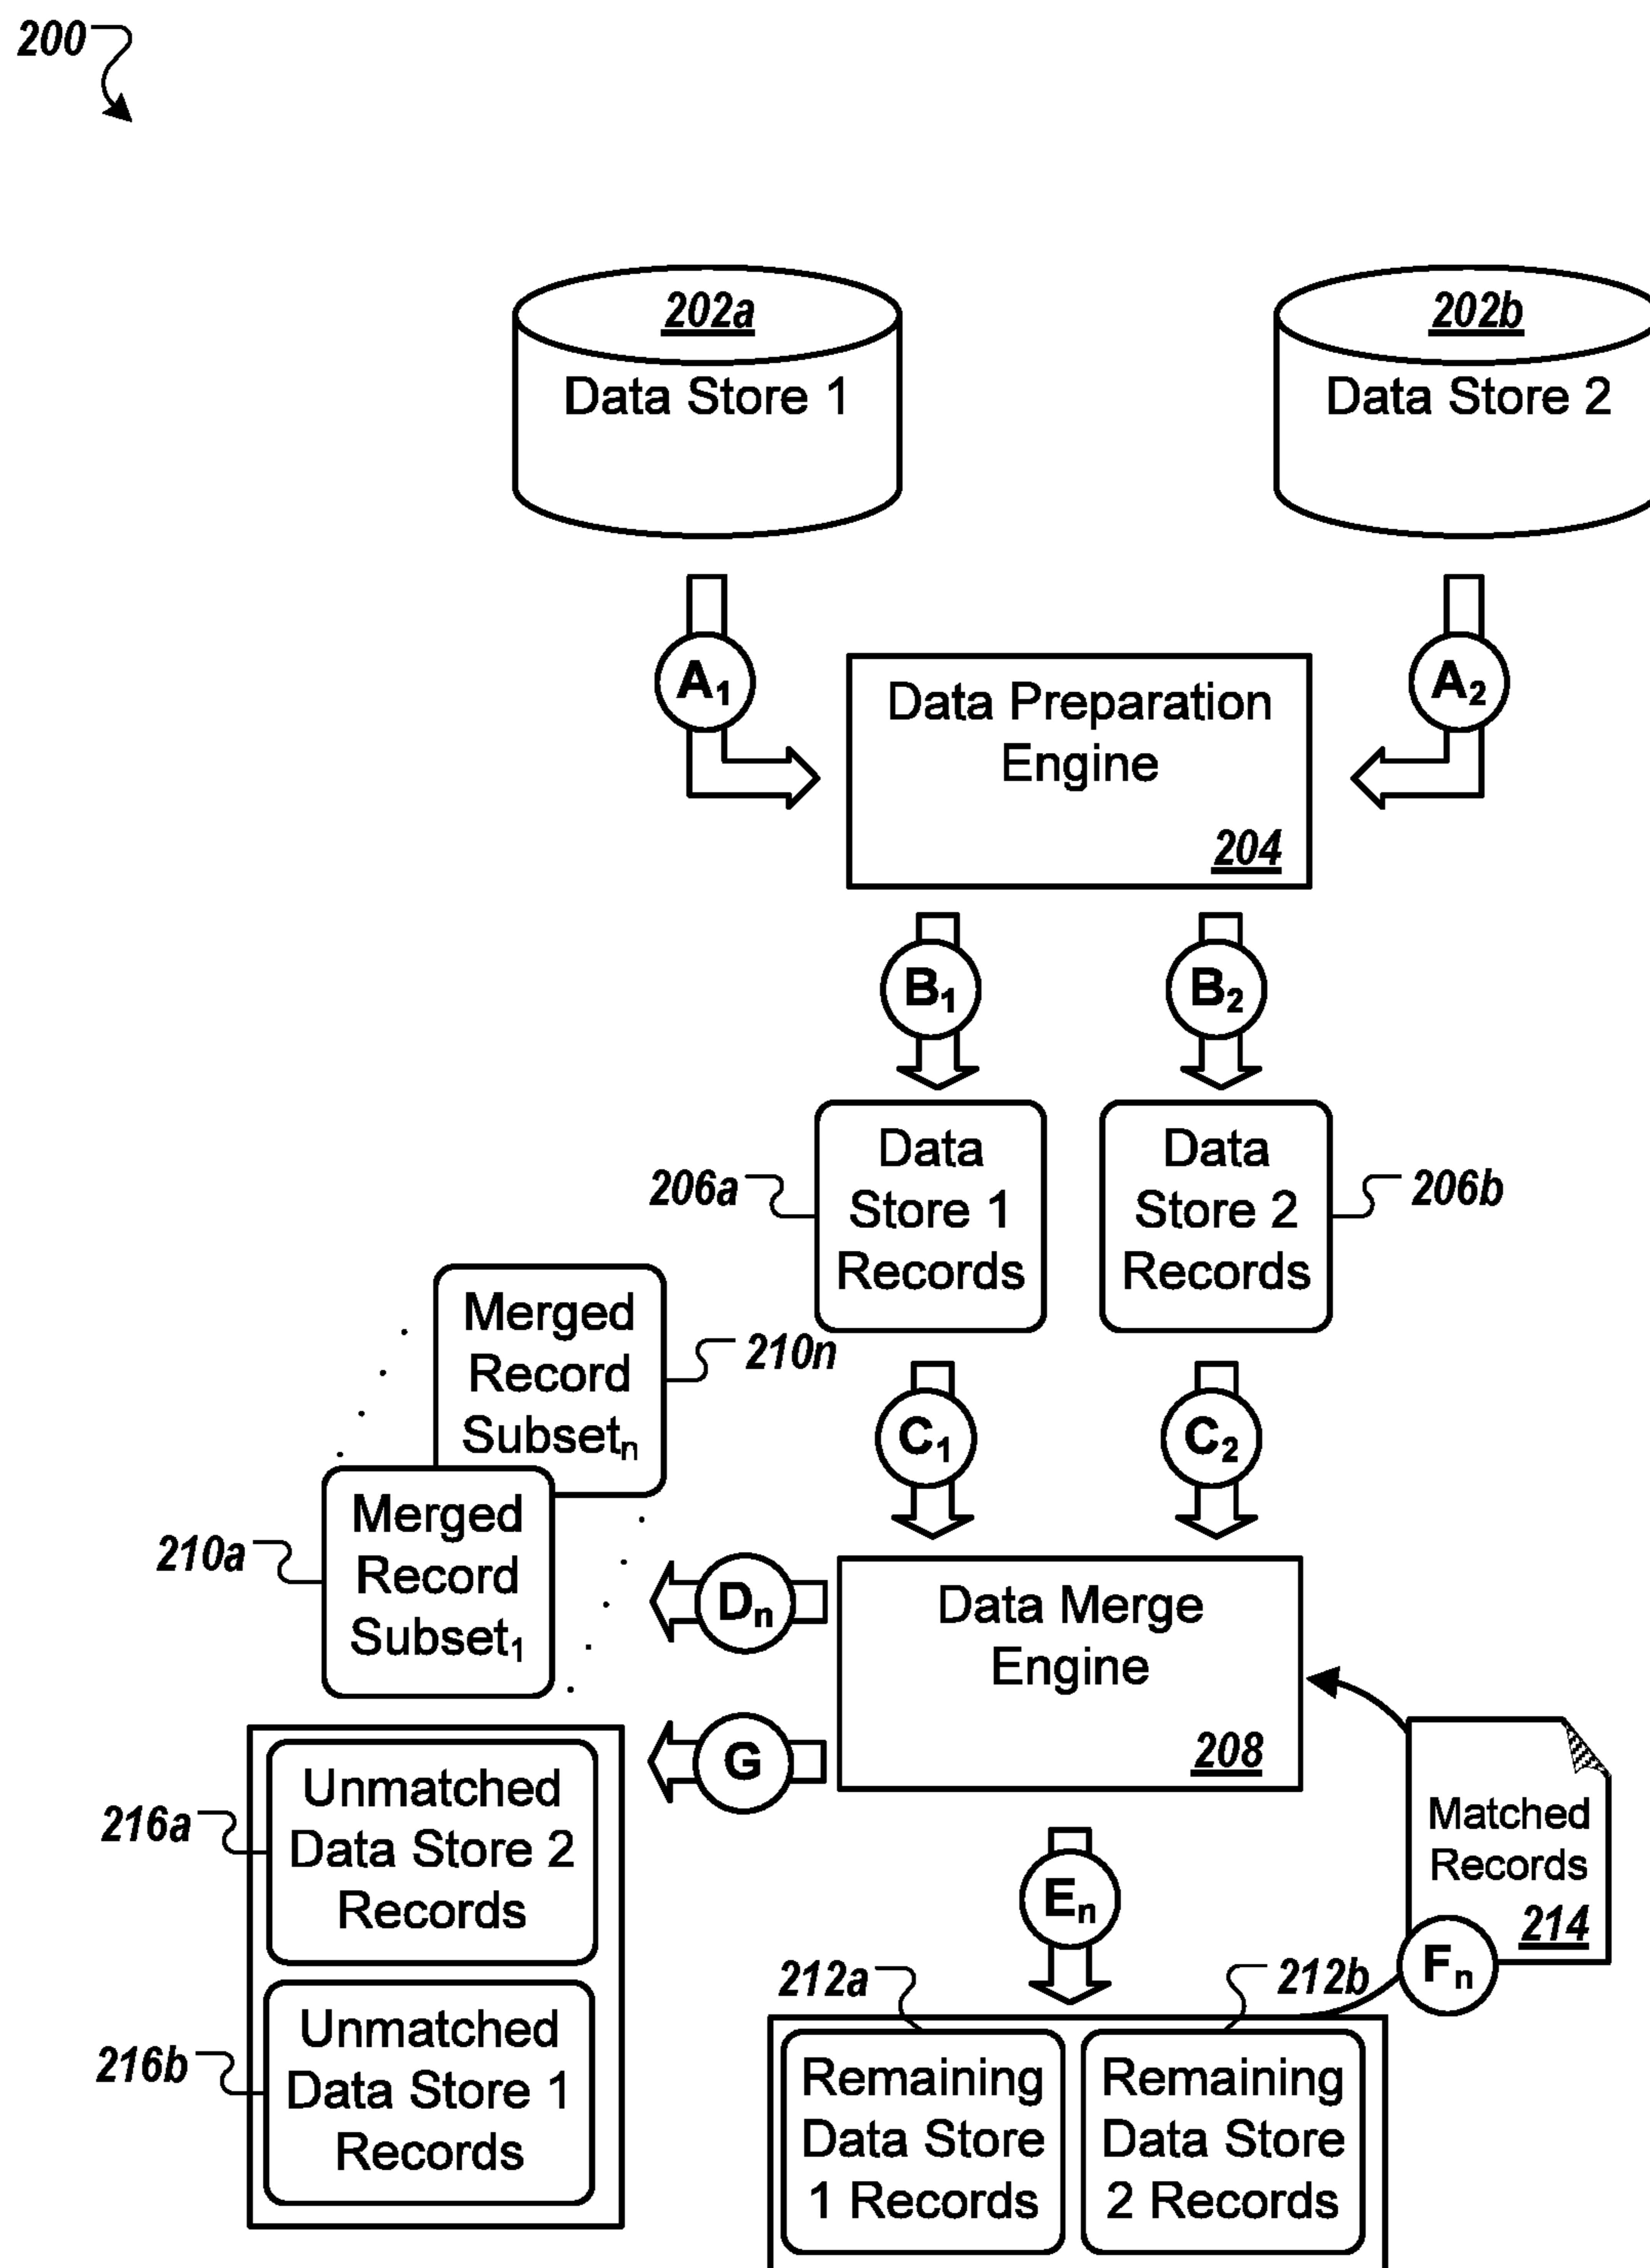 200
202a
Data Store 1
202b
Data Store 2
A1
A2
Data Preparation
Engine
204
B1
B2
206a
Data
Store 1
Records
Data
Store 2
Records
206b
Merged
Record
Subsetn
210n
C1
C2
210a
Merged
Record
Subset1
Dn
Data Merge
Engine
208
G
216a
Unmatched
Data Store 2
Records
216b
Unmatched
Data Store 1
Records
En
Matched
Records
214
Fn
212a
212b
Remaining
Data Store
1 Records
Remaining
Data Store
2 Records